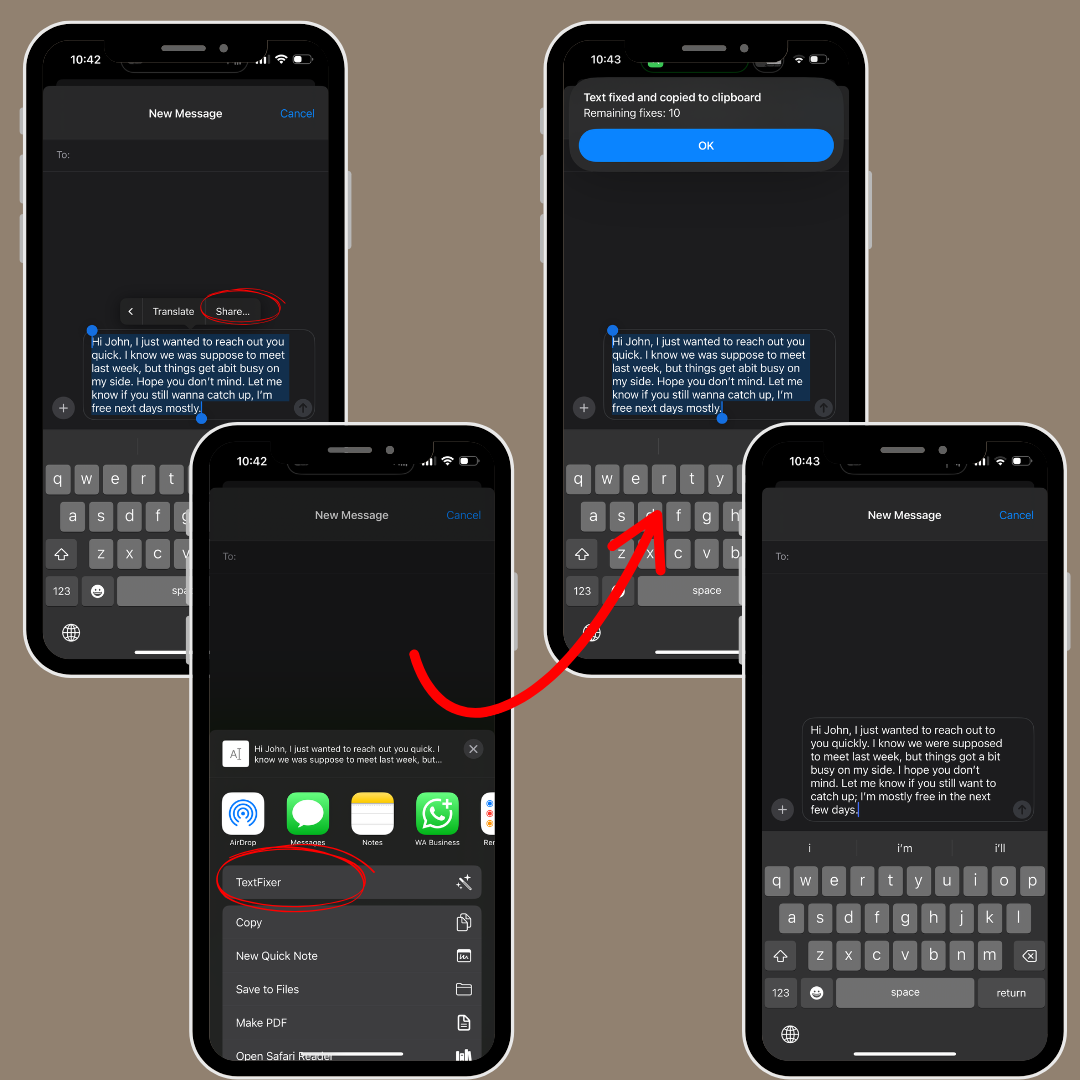 10:42
New Message
Cancel
To:
Translate
Share...
Hi John, I just wanted to reach out you
quick. I know we was suppose to meet
last week, but things get abit busy on
my side. Hope you don't mind. Let me
know if you still wanna catch up, I'm
free next days mostly.
q w e r t
a s d f g
z x c v
123
spa
10:42
New Message
Cancel
To:
AI
Hi John, I just wanted to reach out you quick. I
know we was suppose to meet last week, but...
AirDrop
Messages
Notes
WA Business
Rer
TextFixer
Copy
New Quick Note
Save to Files
Make PDF
Open Safari Reader
10:43
Text fixed and copied to clipboard
Remaining fixes: 10
OK
Hi John, I just wanted to reach out you
quick. I know we was suppose to meet
last week, but things get abit busy on
my side. Hope you don't mind. Let me
know if you still wanna catch up, I'm
free next days mostly.
q w e r t y
a s d f g h
z x c v b
123
space
10:43
New Message
Cancel
To:
Hi John, I just wanted to reach out to
you quickly. I know we were supposed
to meet last week, but things got a bit
busy on my side. I hope you don't
mind. Let me know if you still want to
catch up; I'm mostly free in the next
few days.
i
i'm
i'll
q w e r t y u i o p
a s d f g h j k l
z x c v b n m
123
space
return